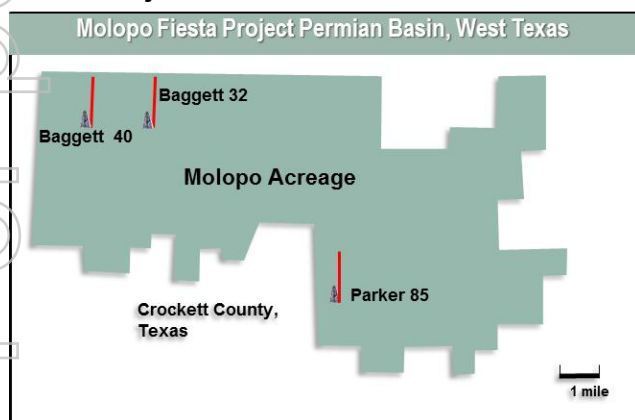 Molopo Fiesta Project Permian Basin, West Texas
Baggett 32
Baggett 40
Molopo Acreage
Parker 85
Crockett County,
Texas
1 mile